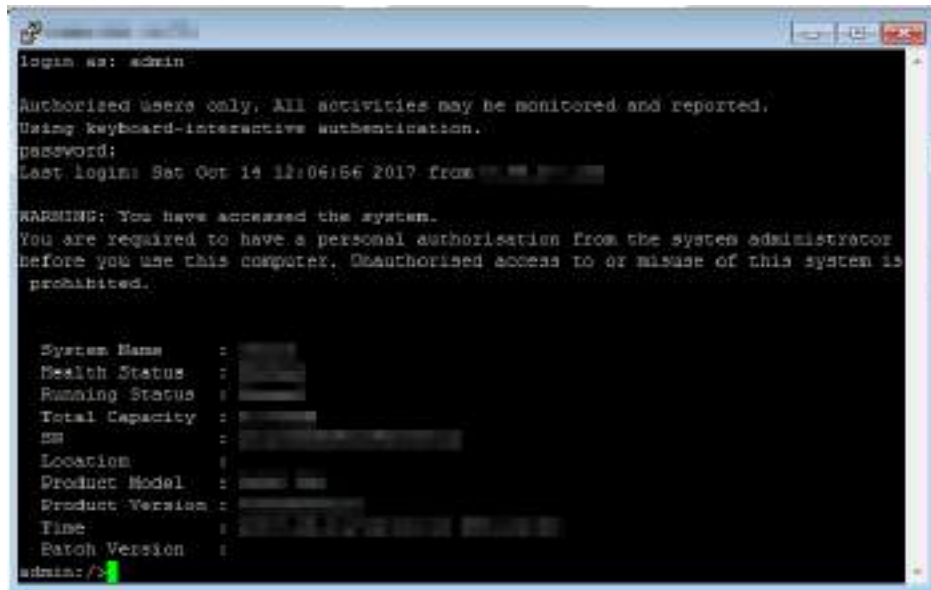 login as: admin
Authorised users only. All activities may be monitored and reported.
Using keyboard-interactive authentication.
password:
Last login: Sat Oct 14 12:06:56 2017 from
WARNING: You have accessed the system.
You are required to have a personal authorisation from the system administrator
before you use this computer. Unauthorised access to or misuse of this system is
prohibited.
System Name :
Health Status :
Running Status :
Total Capacity :
SN :
Location :
Product Model :
Product Version :
Time :
Patch Version :
admin:/>